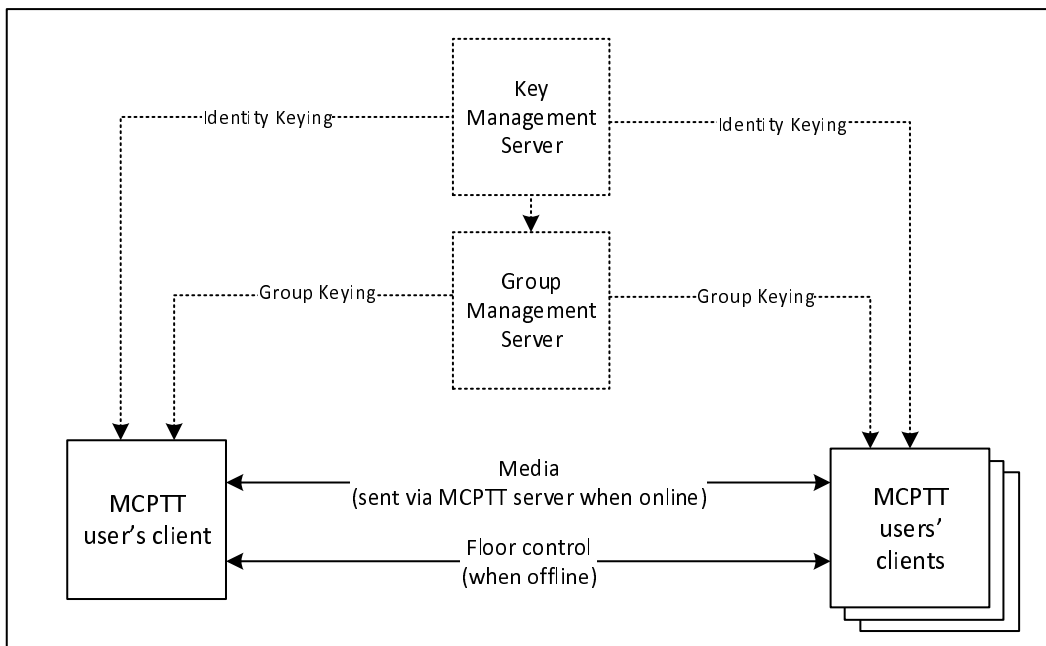 Key
Management
Server
Identity Keying
Identity Keying
Group
Management
Server
Group Keying
Group Keying
MCPTT
user's client
Media
(sent via MCPTT server when online)
Floor control
(when offline)
MCPTT
users'
clients